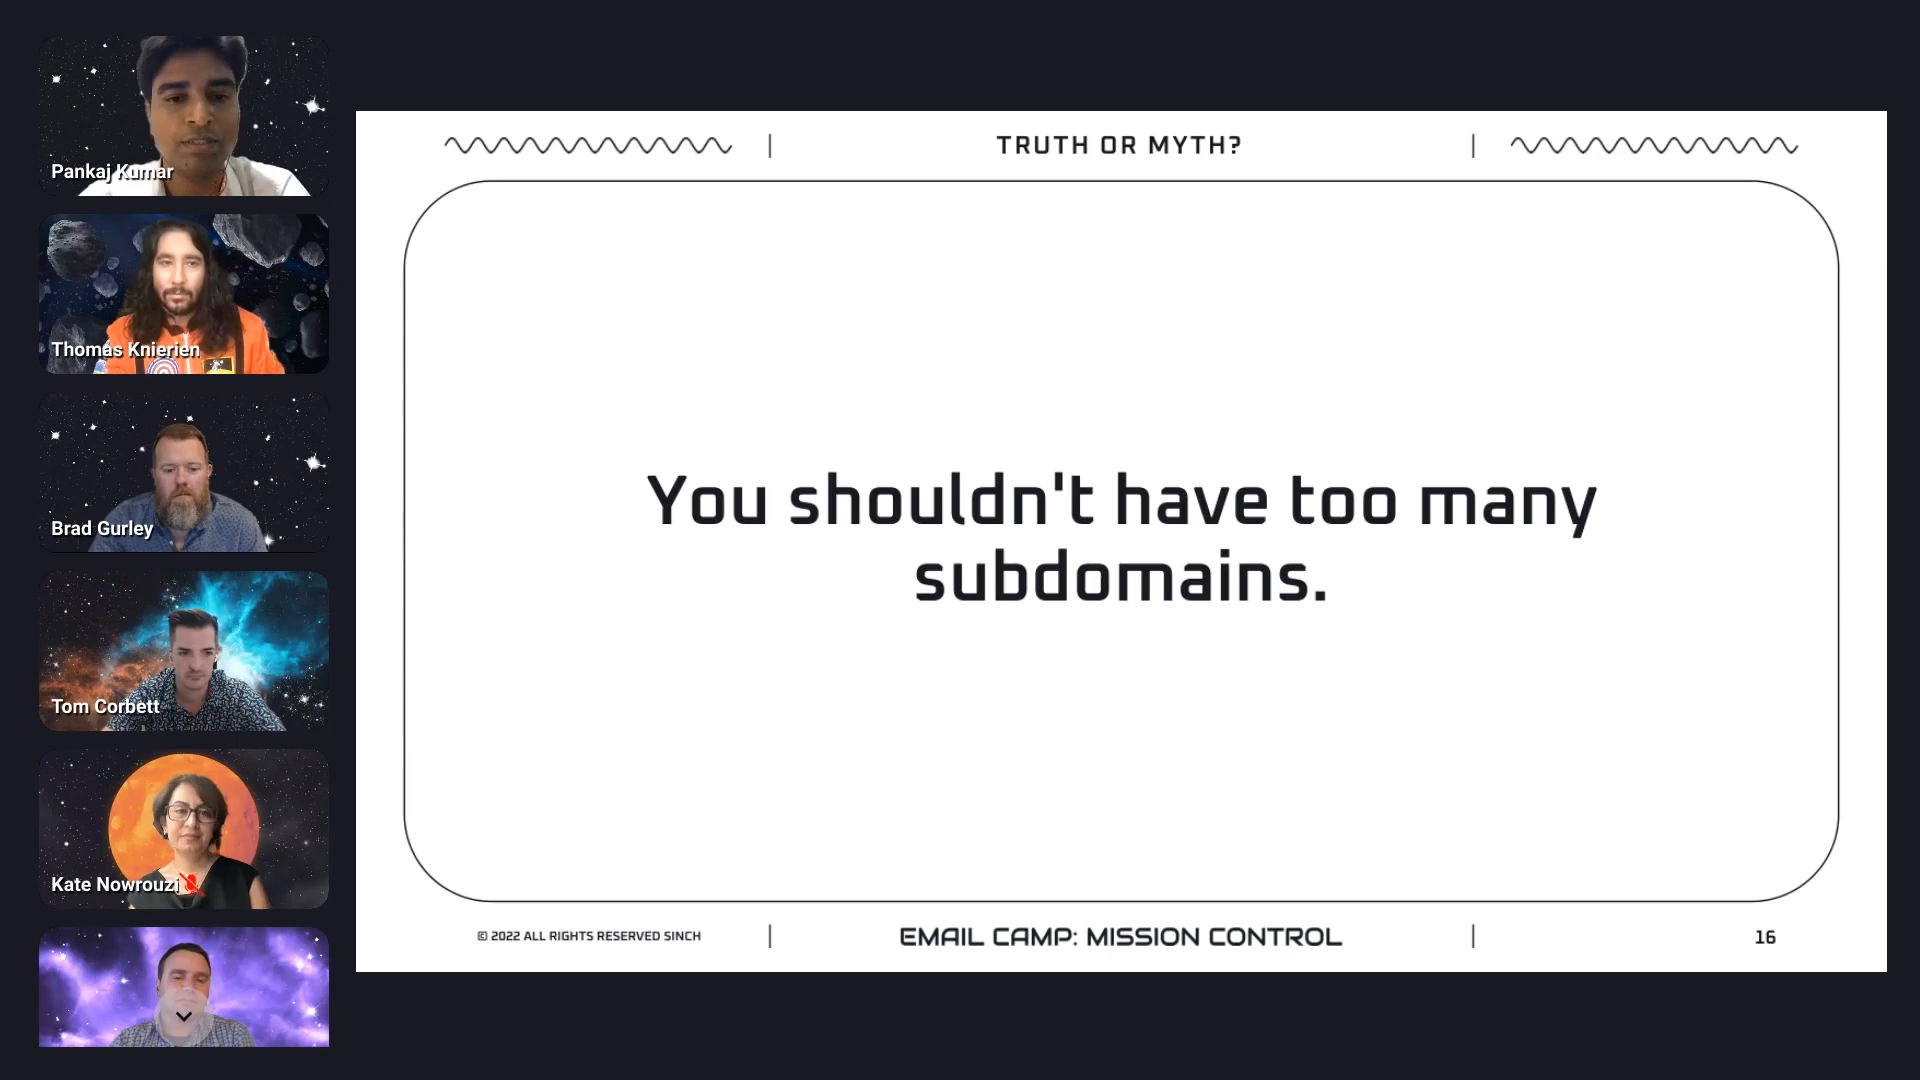 Pankaj Kumar
Thomas Knierien
Brad Gurley
Tom Corbett
Kate Nowrouzi
TRUTH OR MYTH?
You shouldn't have too many
subdomains.
© 2022 ALL RIGHTS RESERVED SINCH
EMAIL CAMP: MISSION CONTROL
16